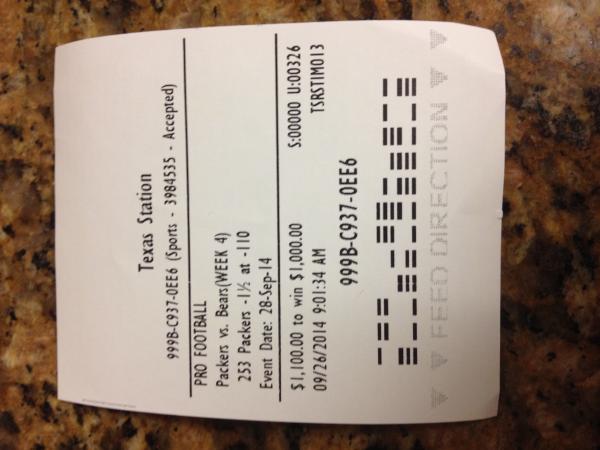 Texas Station
999B-C937-0EE6 (Sports - 3984535 - Accepted)
PRO FOOTBALL
Packers vs. Bears(WEEK 4)
253 Packers -1½ at -110
Event Date: 28-Sep-14
$1,100.00 to win $1,000.00 S:00000 U:00326
09/26/2014 9:01:34 AM TSRSTIM013
999B-C937-0EE6
FEED DIRECTION